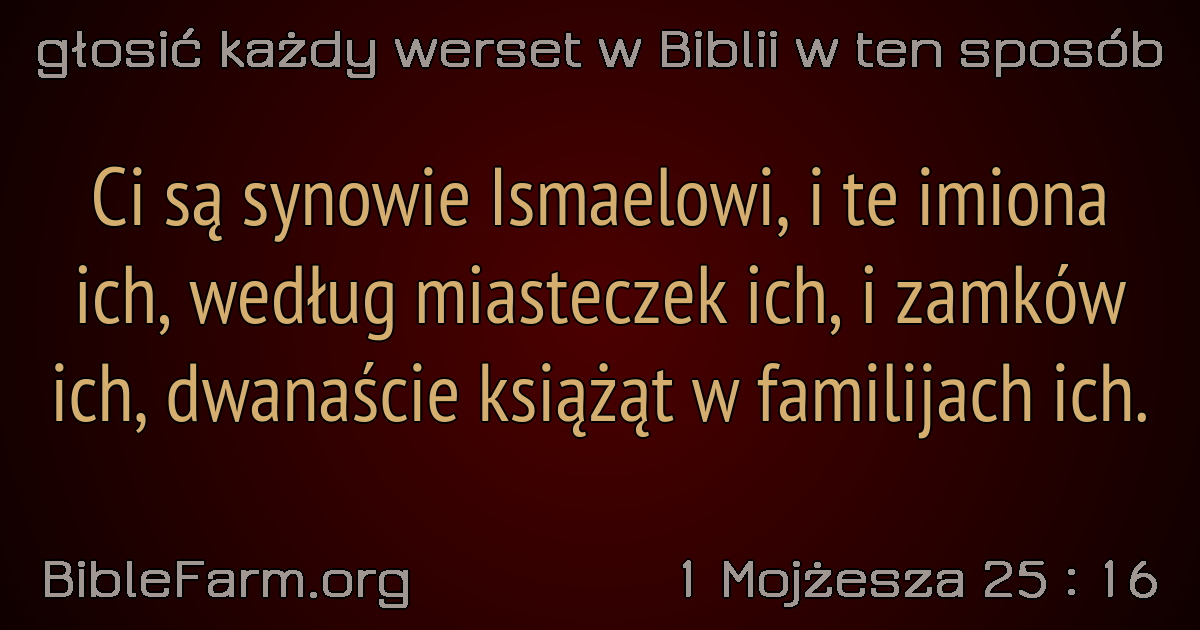 głosić każdy werset w Biblii w ten sposób
Ci są synowie Ismaelowi, i te imiona
ich, według miasteczek ich, i zamków
ich, dwanaście książąt w familijach ich.
BibleFarm.org
1 Mojżesza 25 : 16